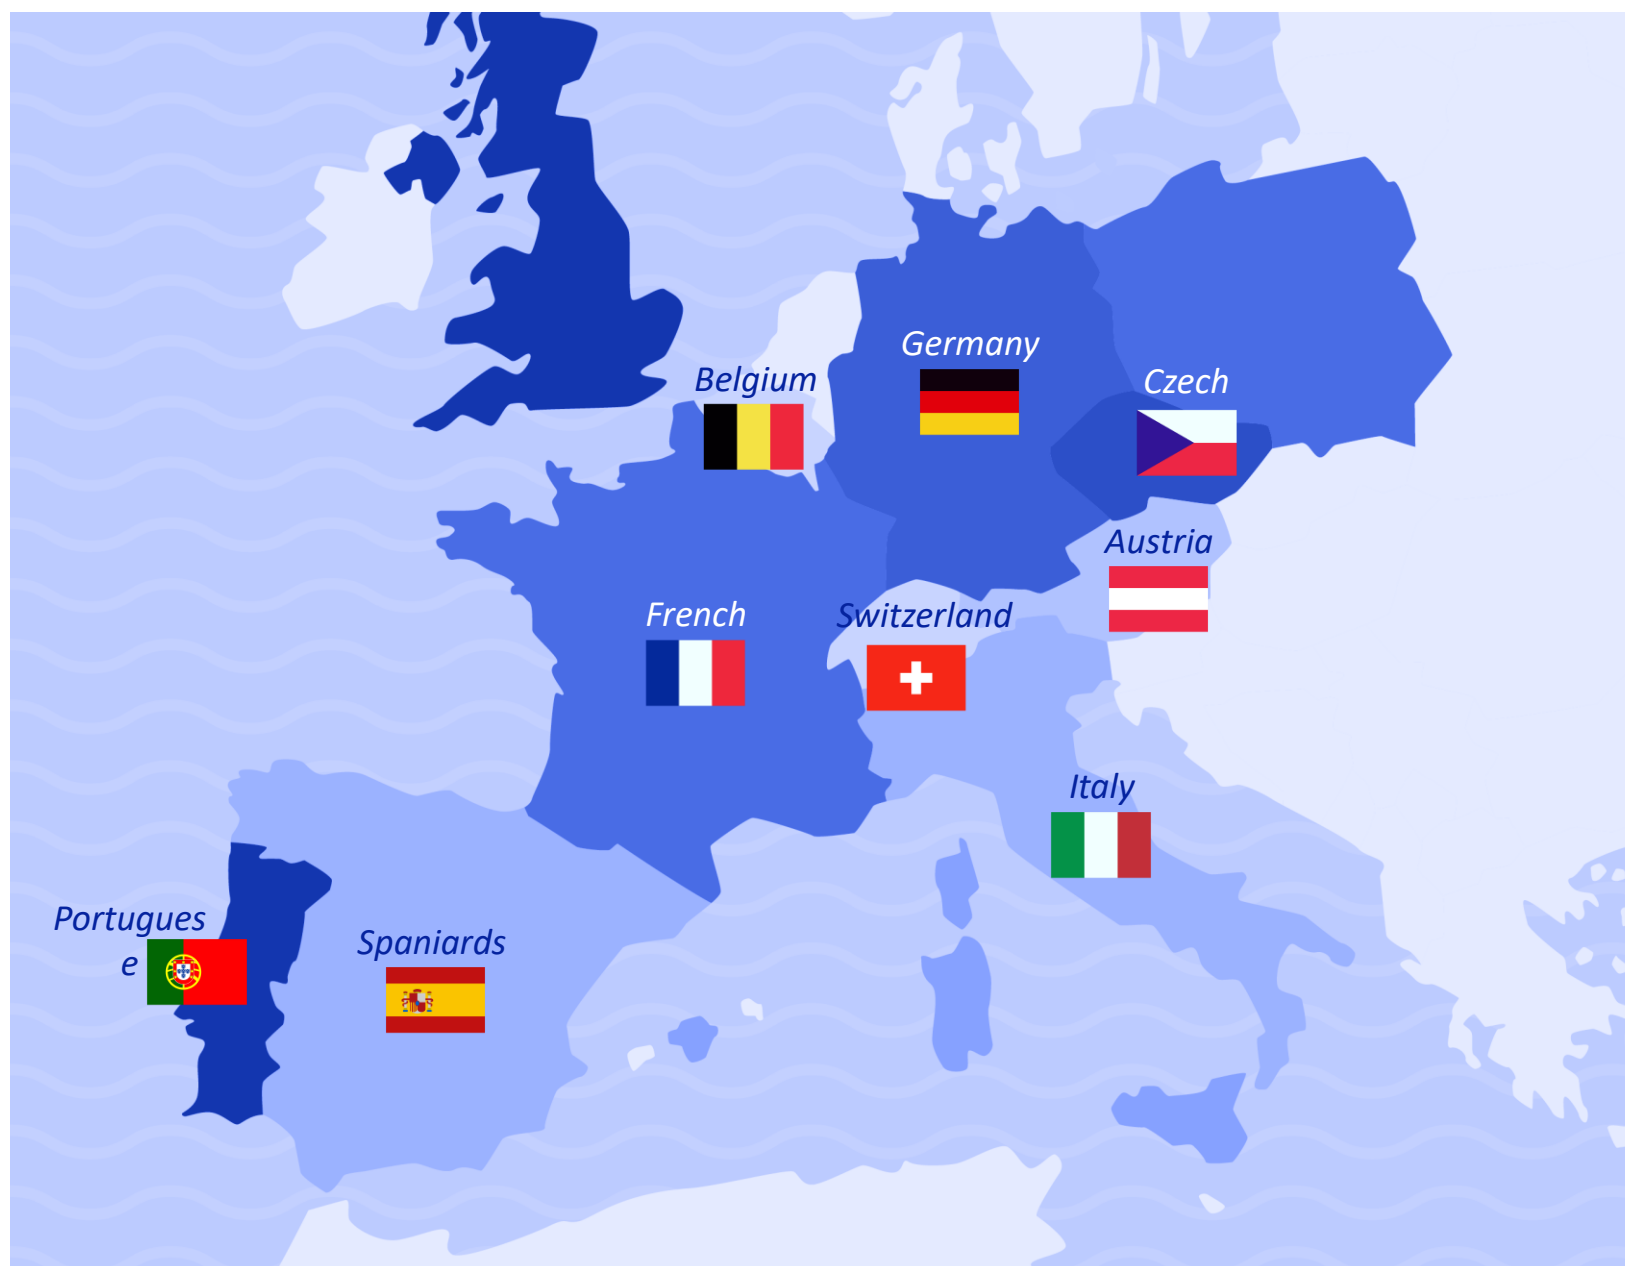 Germany
Belgium
Czech
Austria
French
Switzerland
Italy
Portugues
e
Spaniards